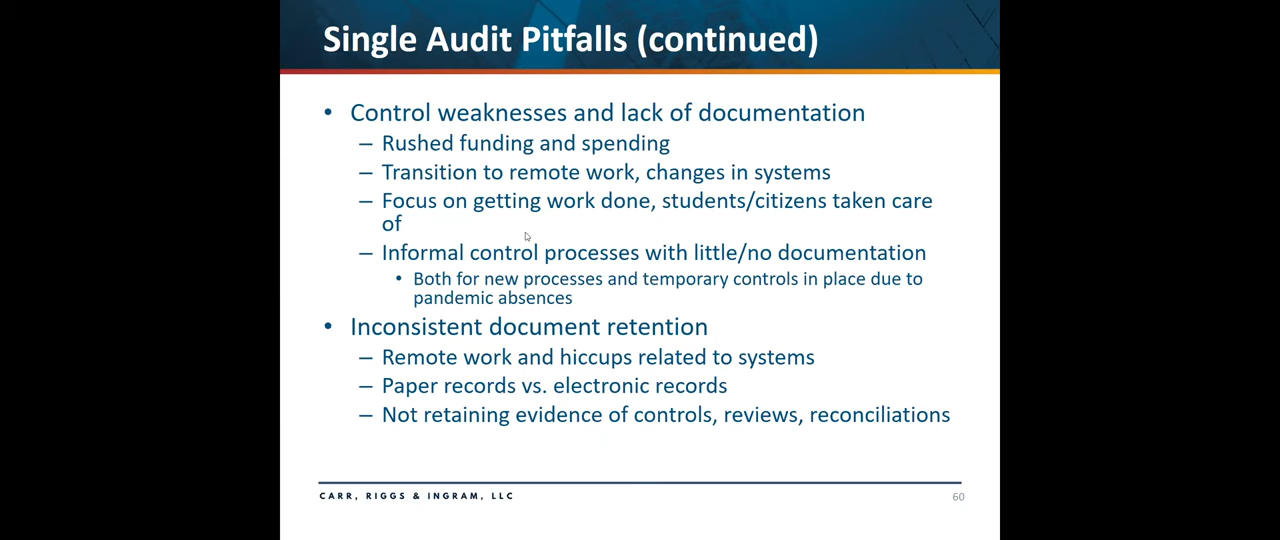 Single Audit Pitfalls (continued)
• Control weaknesses and lack of documentation
– Rushed funding and spending
– Transition to remote work, changes in systems
– Focus on getting work done, students/citizens taken care
of
– Informal control processes with little/no documentation
• Both for new processes and temporary controls in place due to
pandemic absences
• Inconsistent document retention
– Remote work and hiccups related to systems
– Paper records vs. electronic records
– Not retaining evidence of controls, reviews, reconciliations
CARR, RIGGS & INGRAM, LLC
60